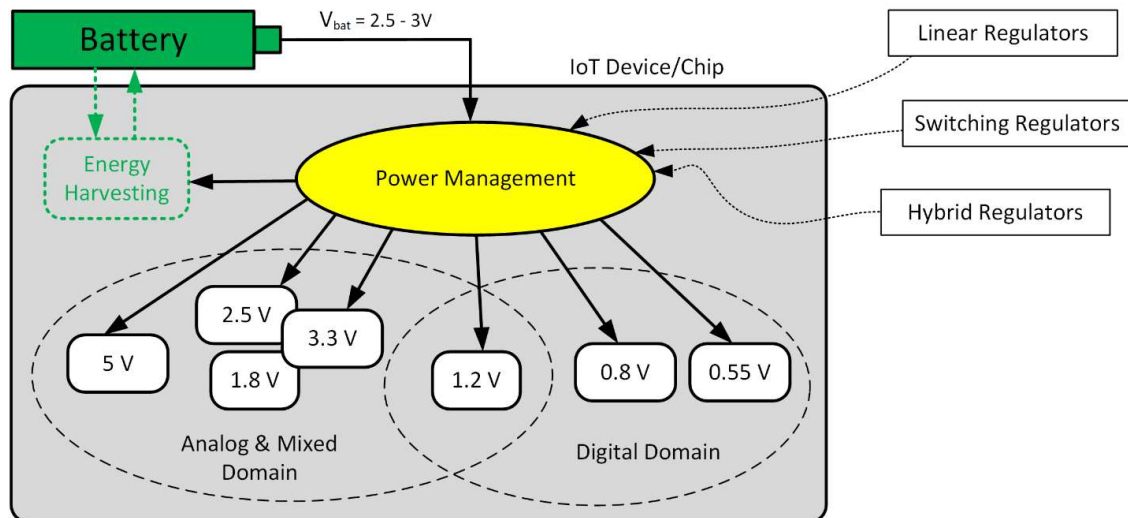 Battery
V_bat = 2.5 - 3V
Linear Regulators
IoT Device/Chip
Switching Regulators
Energy
Harvesting
Power Management
Hybrid Regulators
2.5 V
3.3 V
5 V
1.8 V
1.2 V
0.8 V
0.55 V
Analog & Mixed
Domain
Digital Domain